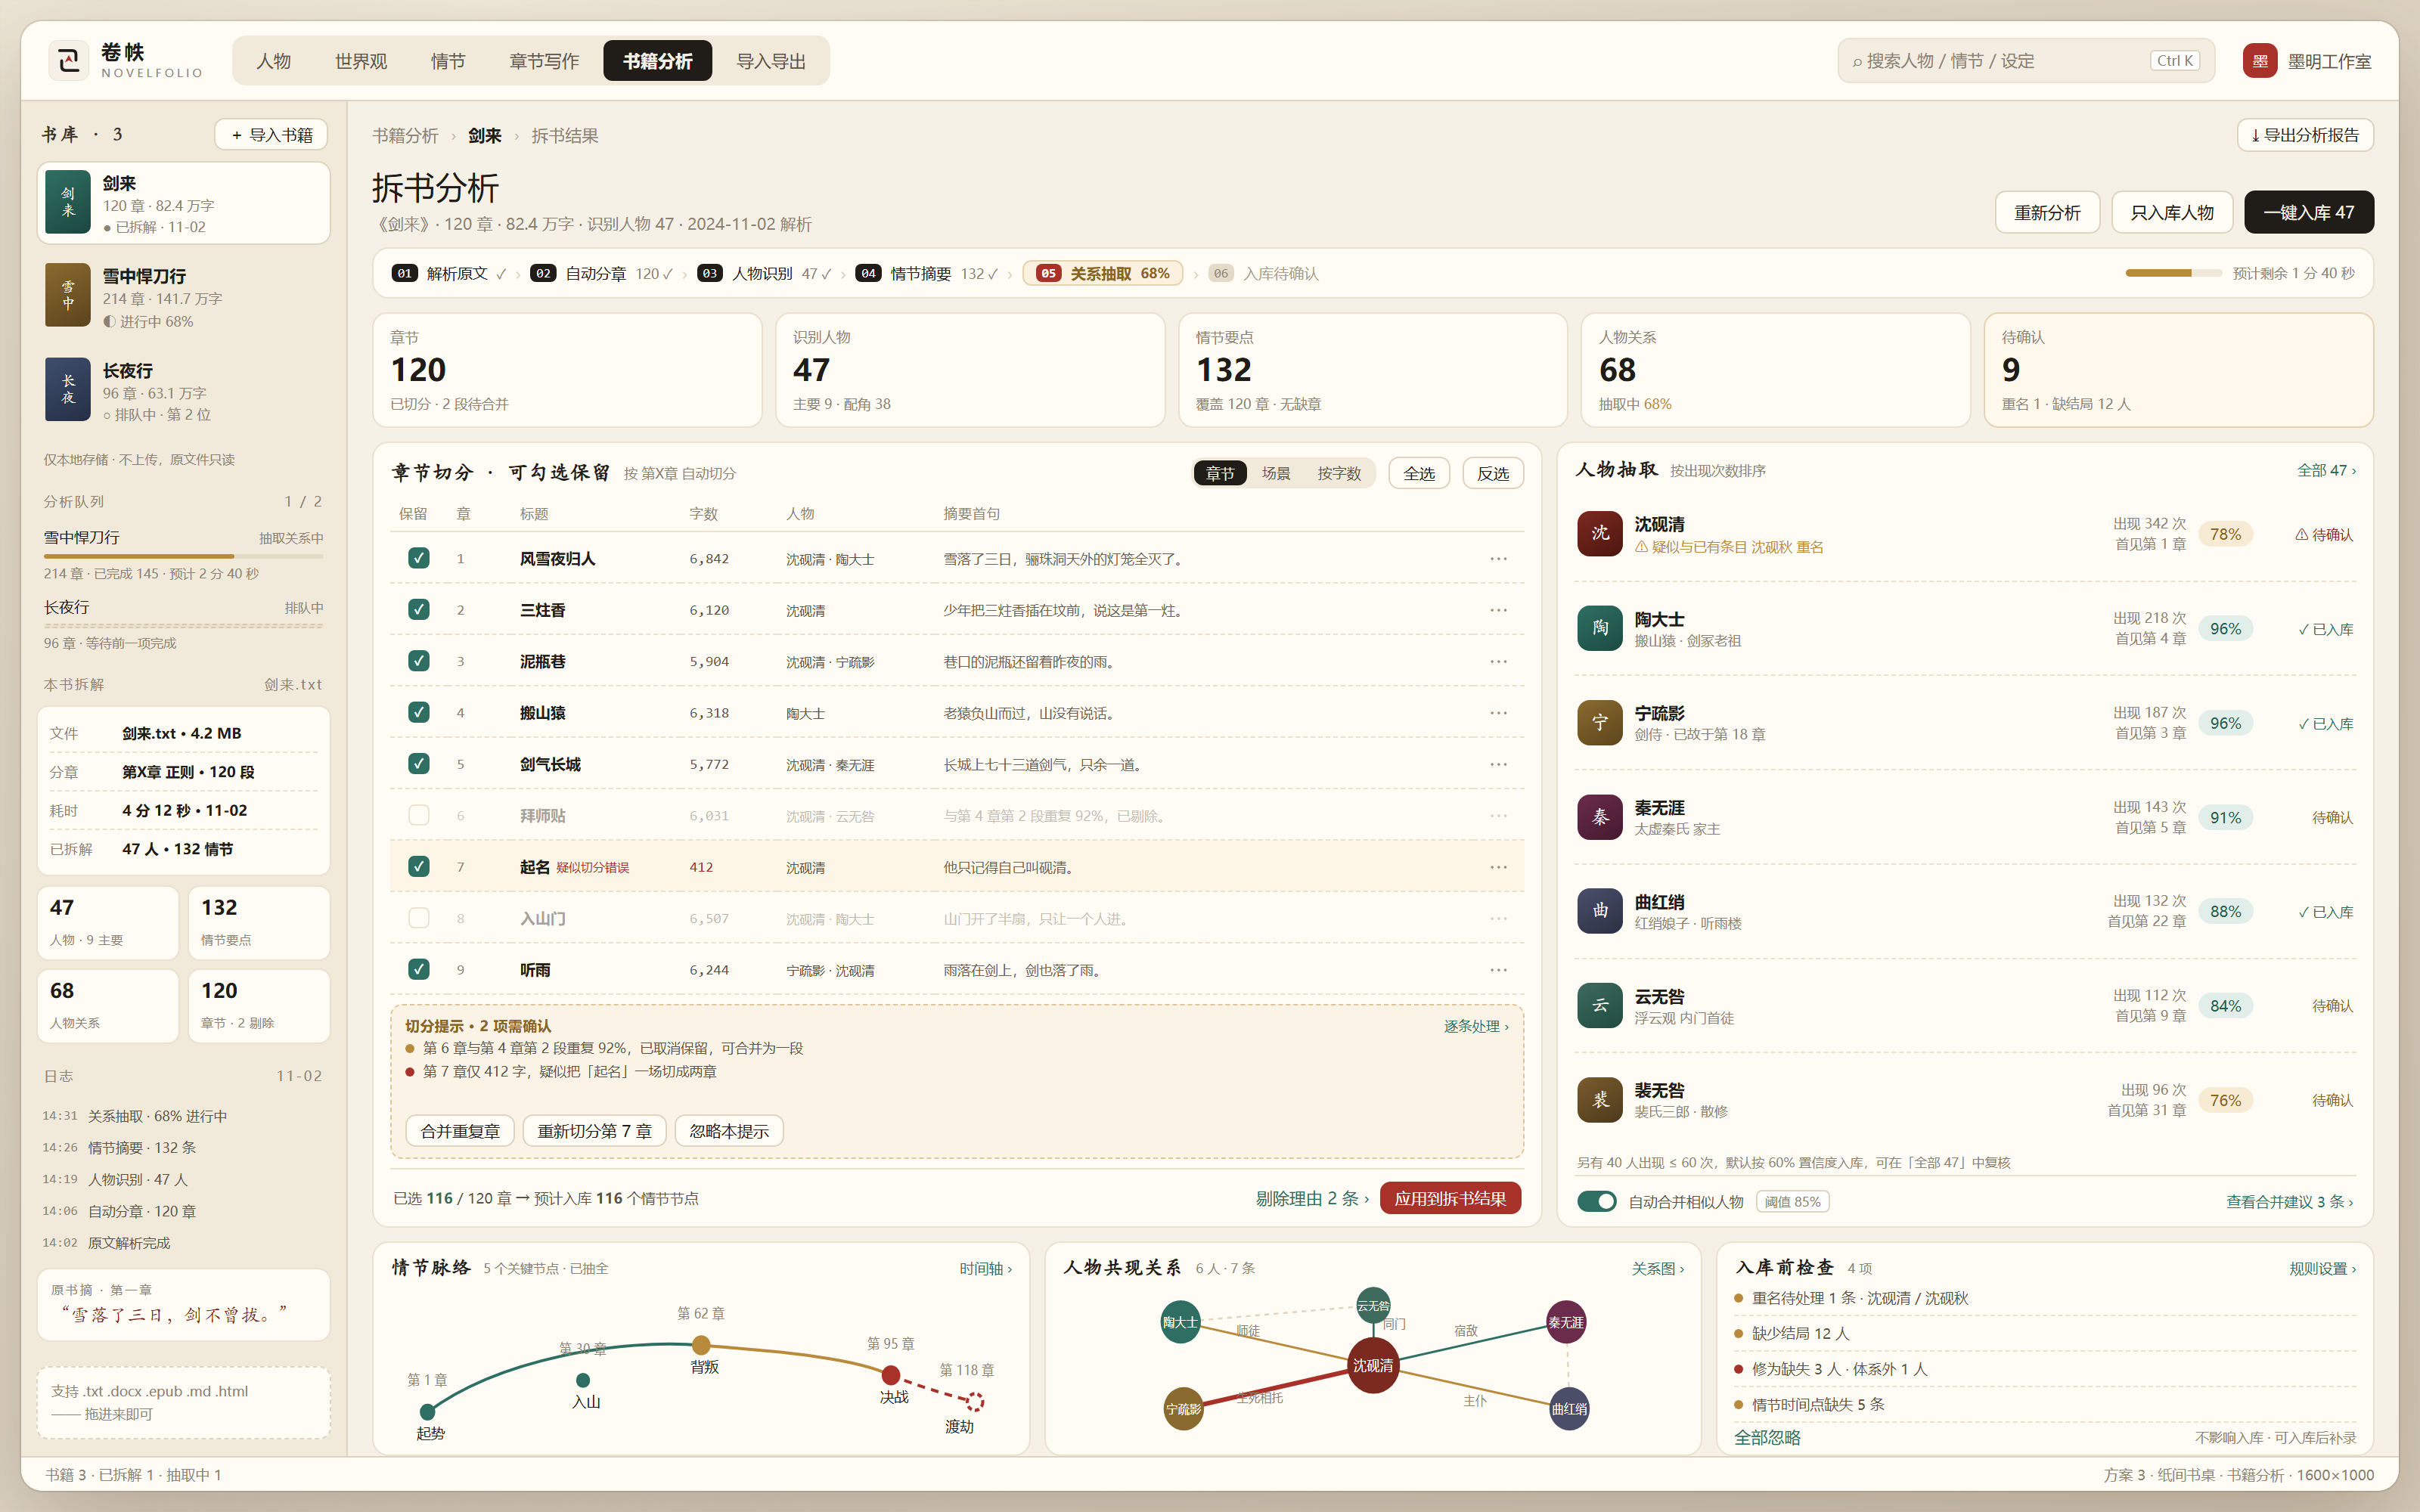 卷帙
NOVELFOLIO
人物 世界观 情节 章节写作 书籍分析 导入导出
搜索人物 / 情节 / 设定 Ctrl K
墨 墨明工作室
书库 · 3 + 导入书籍
剑来
剑来
120 章 · 82.4 万字
● 已拆解 · 11-02
雪中
雪中悍刀行
214 章 · 141.7 万字
◐ 进行中 68%
长夜
长夜行
96 章 · 63.1 万字
○ 排队中 · 第 2 位
仅本地存储 · 不上传，原文件只读
分析队列 1 / 2
雪中悍刀行 抽取关系中
214 章 · 已完成 145 · 预计 2 分 40 秒
长夜行 排队中
96 章 · 等待前一项完成
本书拆解 剑来.txt
文件 剑来.txt • 4.2 MB
分章 第X章 正则 • 120 段
耗时 4 分 12 秒 • 11-02
已拆解 47 人 • 132 情节
47
人物 · 9 主要
132
情节要点
68
人物关系
120
章节 · 2 剔除
日志 11-02
14:31 关系抽取 · 68% 进行中
14:26 情节摘要 · 132 条
14:19 人物识别 · 47 人
14:06 自动分章 · 120 章
14:02 原文解析完成
原书摘 · 第一章
“雪落了三日，剑不曾拔。”
支持 .txt .docx .epub .md .html
—— 拖进来即可
书籍分析 › 剑来 › 拆书结果
⤓ 导出分析报告
拆书分析
《剑来》 · 120 章 · 82.4 万字 · 识别人物 47 · 2024-11-02 解析
重新分析 只入库人物 一键入库 47
01 解析原文 ✓ › 02 自动分章 120 ✓ › 03 人物识别 47 ✓ › 04 情节摘要 132 ✓ › 05 关系抽取 68% › 06 入库待确认
预计剩余 1 分 40 秒
章节
120
已切分 · 2 段待合并
识别人物
47
主要 9 · 配角 38
情节要点
132
覆盖 120 章 · 无缺章
人物关系
68
抽取中 68%
待确认
9
重名 1 · 缺结局 12 人
章节切分 · 可勾选保留 按 第X章 自动切分
章节 场景 按字数 全选 反选
保留 章 标题 字数 人物 摘要首句
✓ 1 风雪夜归人 6,842 沈砚清 · 陶大士 雪落了三日，骊珠洞天外的灯笼全灭了。 ···
✓ 2 三炷香 6,120 沈砚清 少年把三炷香插在坟前，说这是第一炷。 ···
✓ 3 泥瓶巷 5,904 沈砚清 · 宁疏影 巷口的泥瓶还留着昨夜的雨。 ···
✓ 4 搬山猿 6,318 陶大士 老猿负山而过，山没有说话。 ···
✓ 5 剑气长城 5,772 沈砚清 · 秦无涯 长城上七十三道剑气，只余一道。 ···
6 拜师贴 6,031 沈砚清 · 云无咎 与第 4 章第 2 段重复 92%，已剔除。 ···
✓ 7 起名 疑似切分错误 412 沈砚清 他只记得自己叫砚清。 ···
8 入山门 6,507 沈砚清 · 陶大士 山门开了半扇，只让一个人进。 ···
✓ 9 听雨 6,244 宁疏影 · 沈砚清 雨落在剑上，剑也落了雨。 ···
切分提示 • 2 项需确认 逐条处理 ›
第 6 章与第 4 章第 2 段重复 92%，已取消保留，可合并为一段
第 7 章仅 412 字，疑似把「起名」一场切成两章
合并重复章 重新切分第 7 章 忽略本提示
已选 116 / 120 章 → 预计入库 116 个情节节点
剔除理由 2 条 › 应用到拆书结果
人物抽取 按出现次数排序 全部 47 ›
沈 沈砚清
⚠ 疑似与已有条目 沈砚秋 重名
出现 342 次
首见第 1 章
78% ⚠ 待确认
陶 陶大士
搬山猿 · 剑冢老祖
出现 218 次
首见第 4 章
96% ✓ 已入库
宁 宁疏影
剑侍 · 已故于第 18 章
出现 187 次
首见第 3 章
96% ✓ 已入库
秦 秦无涯
太虚秦氏 家主
出现 143 次
首见第 5 章
91% 待确认
曲 曲红绡
红绡娘子 · 听雨楼
出现 132 次
首见第 22 章
88% ✓ 已入库
云 云无咎
浮云观 内门首徒
出现 112 次
首见第 9 章
84% 待确认
裴 裴无咎
裴氏三郎 · 散修
出现 96 次
首见第 31 章
76% 待确认
另有 40 人出现 ≤ 60 次，默认按 60% 置信度入库，可在「全部 47」中复核
自动合并相似人物 阈值 85% 查看合并建议 3 条 ›
情节脉络 5 个关键节点 · 已抽全 时间轴 ›
第 1 章
起势
第 30 章
入山
第 62 章
背叛
第 95 章
决战
第 118 章
渡劫
人物共现关系 6 人 · 7 条 关系图 ›
陶大士
云无咎
秦无涯
师徒
同门
宿敌
沈砚清
宁疏影
生死相托
主仆
曲红绡
入库前检查 4 项 规则设置 ›
重名待处理 1 条 · 沈砚清 / 沈砚秋
缺少结局 12 人
修为缺失 3 人 · 体系外 1 人
情节时间点缺失 5 条
全部忽略 不影响入库 · 可入库后补录
书籍 3 · 已拆解 1 · 抽取中 1
方案 3 · 纸间书桌 · 书籍分析 · 1600×1000